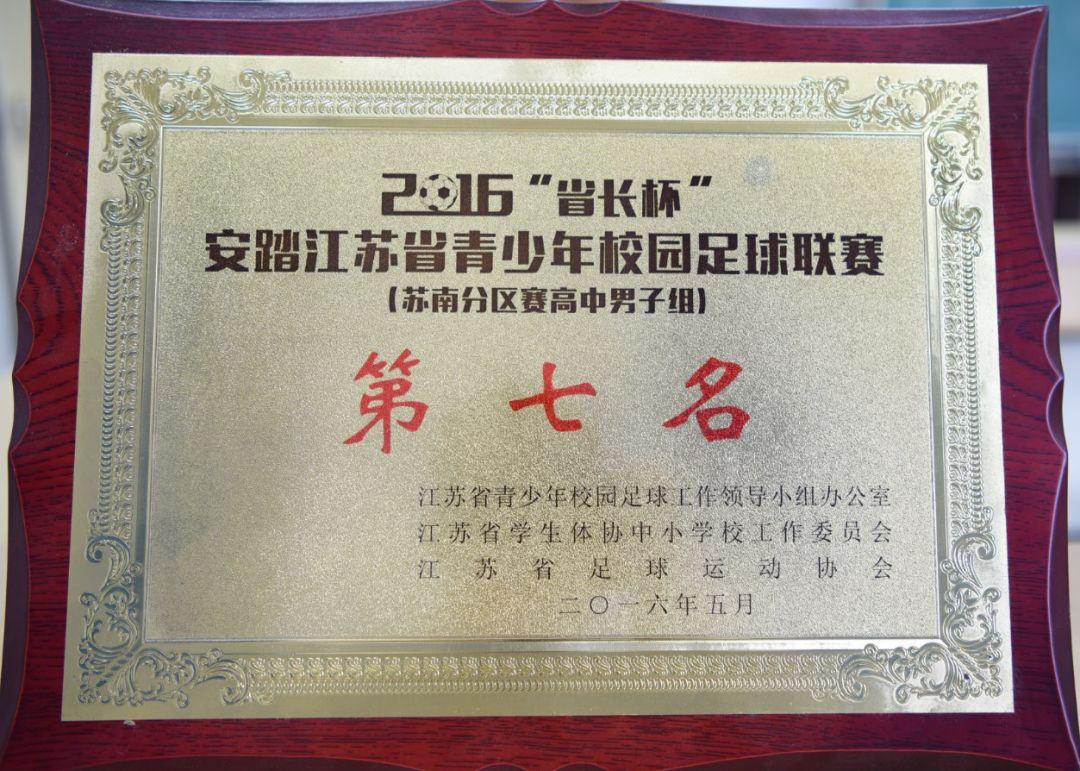 2016“省长杯”
安踏江苏省青少年校园足球联赛
(苏南分区赛高中男子组)
第七名
江苏省青少年校园足球工作领导小组办公室
江苏省学生体协中小学校工作委员会
江苏省足球运动协会
二〇一六年五月